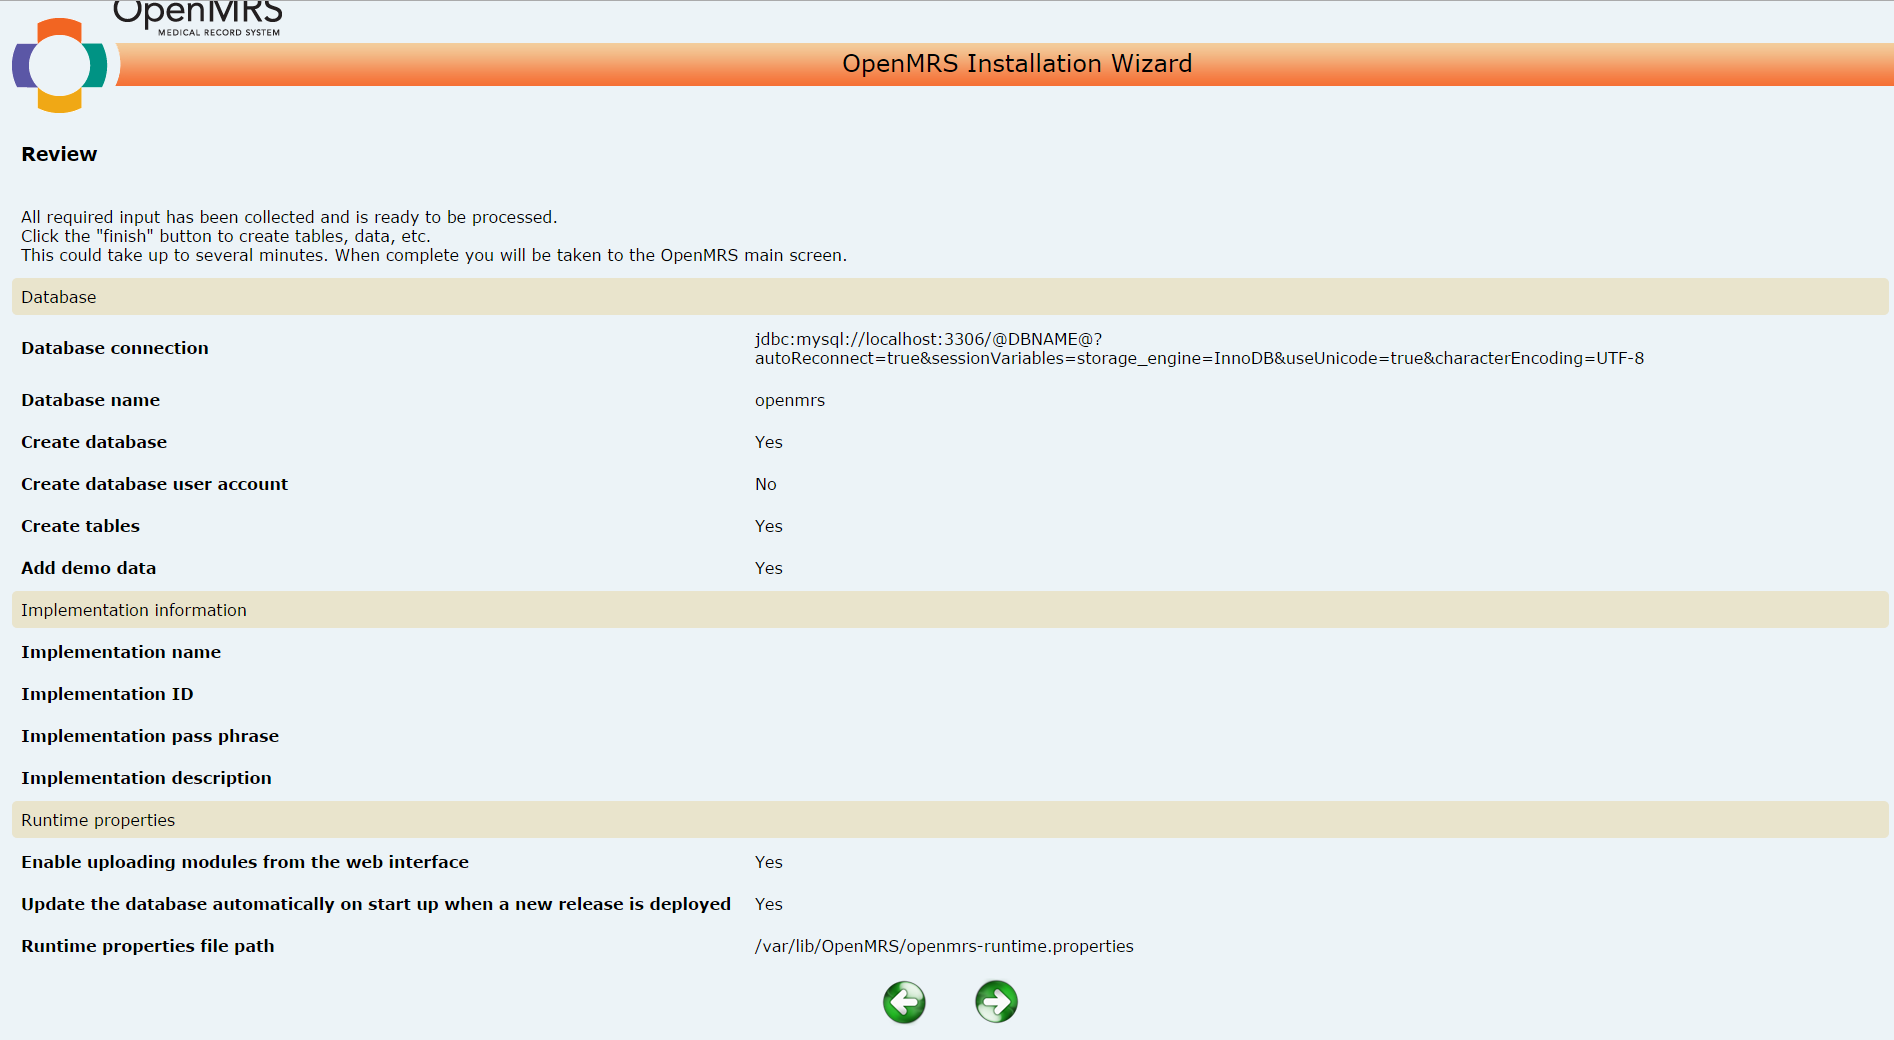 OpenMRS
MEDICAL RECORD SYSTEM
OpenMRS Installation Wizard
Review
All required input has been collected and is ready to be processed.
Click the "finish" button to create tables, data, etc.
This could take up to several minutes. When complete you will be taken to the OpenMRS main screen.
Database
Database connection
jdbc:mysql://localhost:3306/@DBNAME@?
autoReconnect=true&sessionVariables=storage_engine=InnoDB&useUnicode=true&characterEncoding=UTF-8
Database name openmrs
Create database Yes
Create database user account No
Create tables Yes
Add demo data Yes
Implementation information
Implementation name
Implementation ID
Implementation pass phrase
Implementation description
Runtime properties
Enable uploading modules from the web interface Yes
Update the database automatically on start up when a new release is deployed Yes
Runtime properties file path /var/lib/OpenMRS/openmrs-runtime.properties